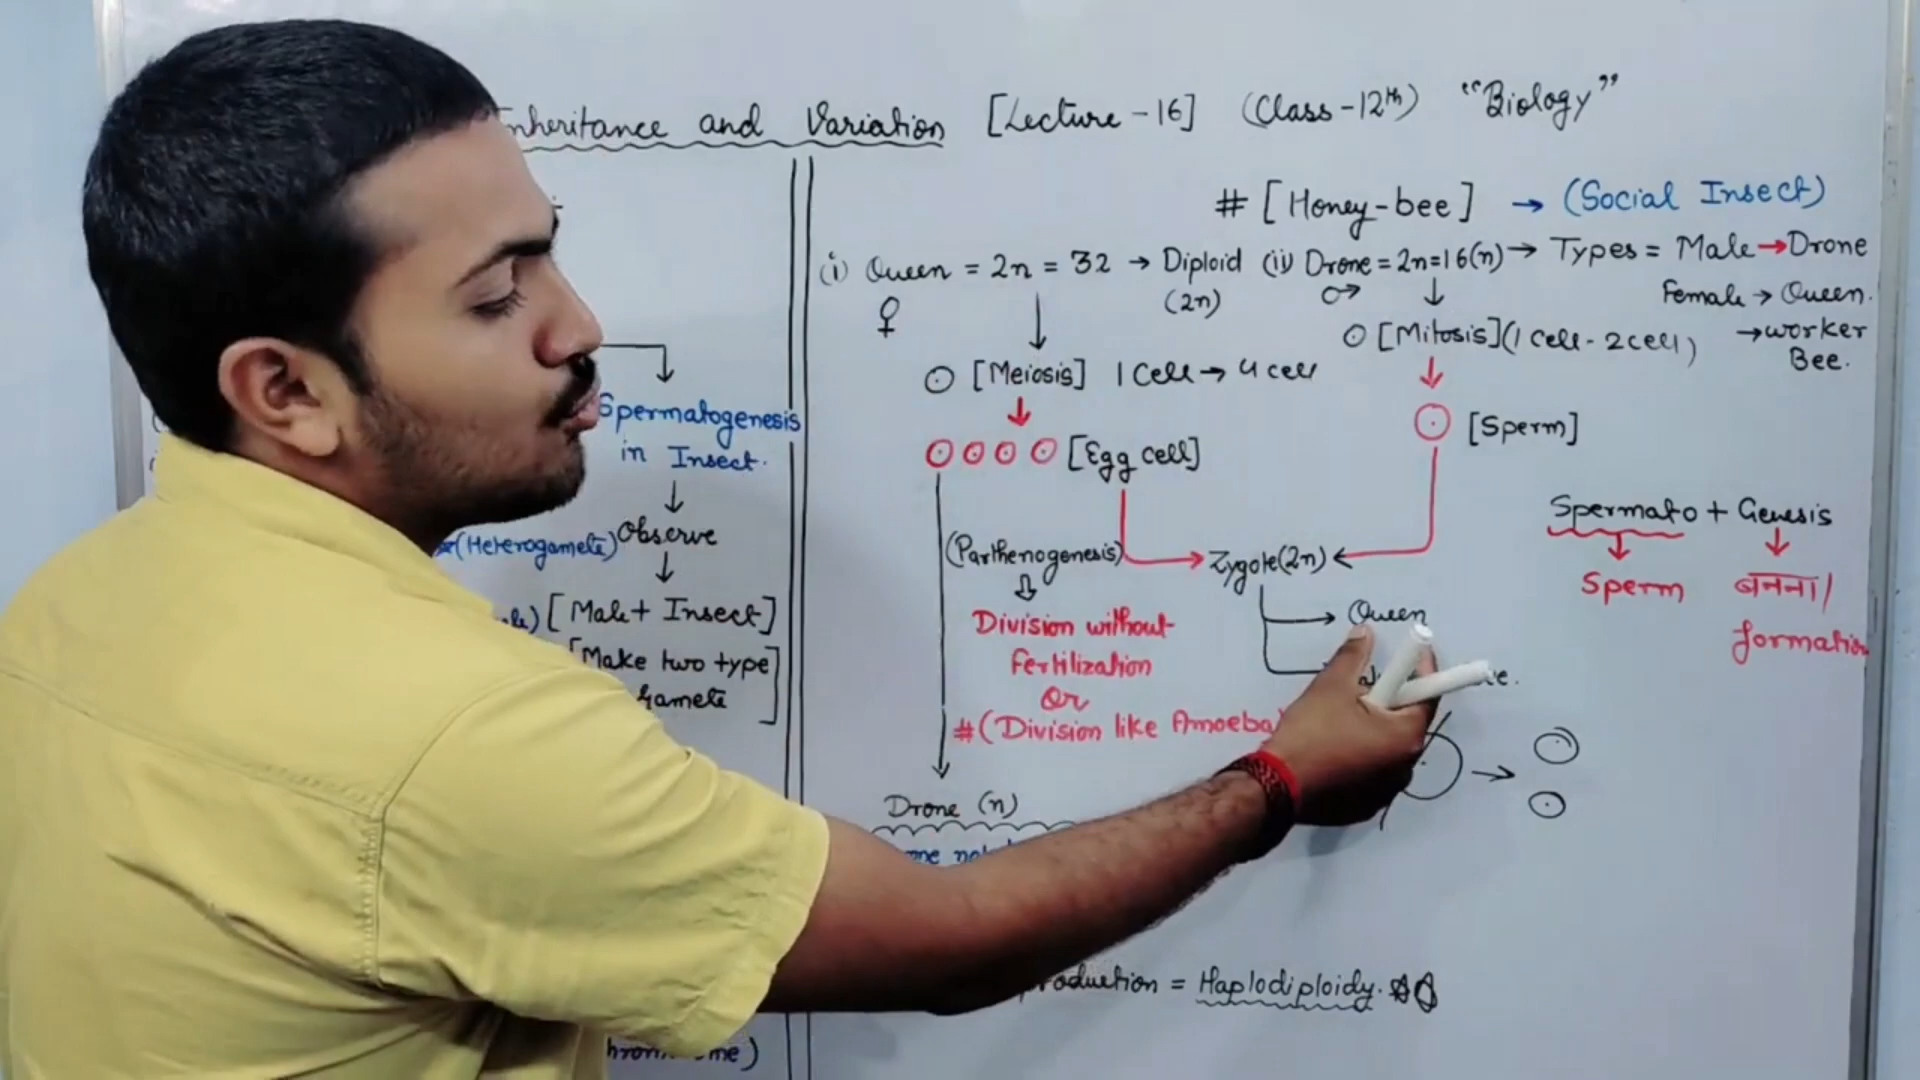 Inheritance and Variation [Lecture - 16] (Class - 12th) "Biology"
Spermatogenesis
in Insect.
(Heterogamete) Observe
[Male + Insect]
[Make two type
Gamete
# [Honey-bee] → (Social Insect)
(i) Queen = 2n = 32 → Diploid
(2n)
♀
[Meiosis] 1 Cell → 4 cell
[Egg cell]
(ii) Drone = 2n=16(n) → Types = Male → Drone
♂
Female → Queen.
→ worker
Bee.
[Mitosis] (1 cell - 2 cell)
[Sperm]
(Parthenogenesis)
Zygote (2n)
Division without
Fertilization
Or
# (Division like Amoeba)
Queen
Drone (n)
Spermato + Genesis
Sperm
बनना /
formation
= Haplodiploidy.